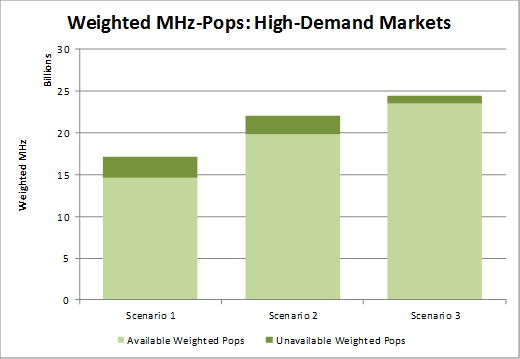 Weighted MHz-Pops: High-Demand Markets
Billions
Weighted MHz
30
25
20
15
10
5
0
Scenario 1
Scenario 2
Scenario 3
Available Weighted Pops
Unavailable Weighted Pops